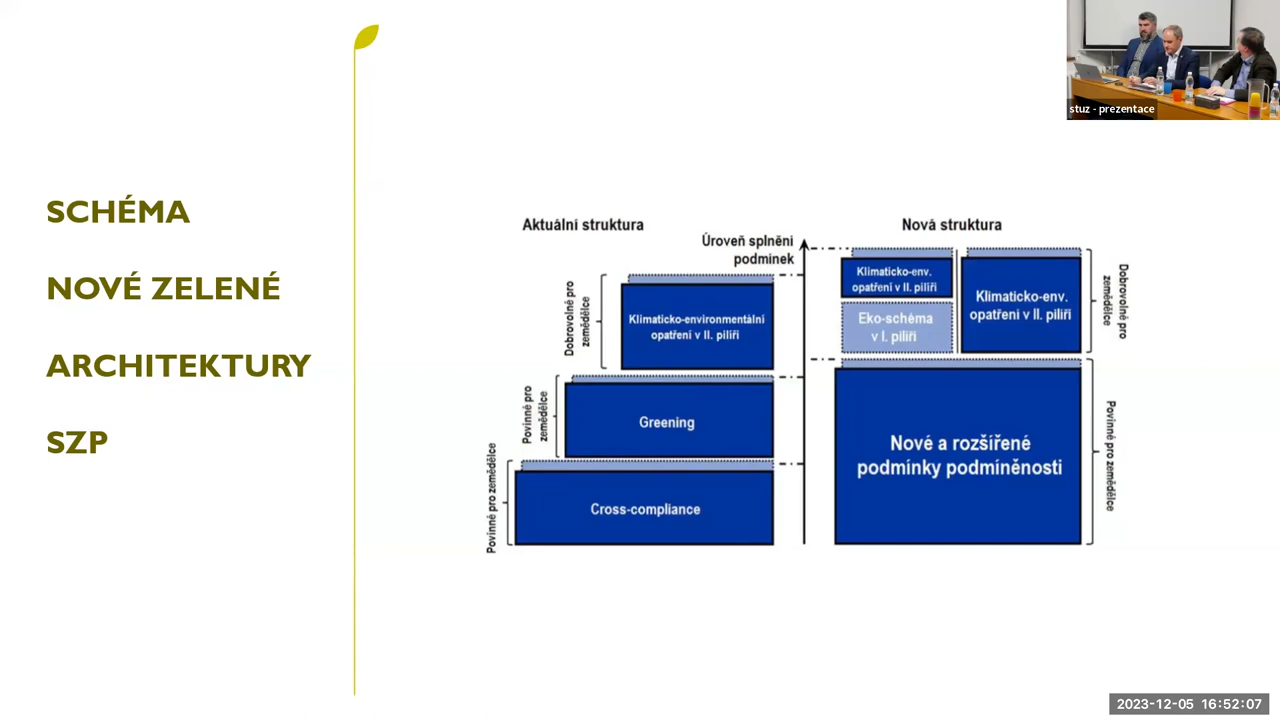 SCHÉMA
NOVÉ ZELENÉ
ARCHITEKTURY
SZP
Aktuální struktura
Úroveň splnění
podmínek
Dobrovolné pro
zemědělce
Klimaticko-environmentální
opatření v II. pilíři
Povinné pro
zemědělce
Greening
Povinné pro zemědělce
Cross-compliance
Nová struktura
Klimaticko-env.
opatření v II. pilíři
Eko-schéma
v I. pilíři
Klimaticko-env.
opatření v II. pilíři
Dobrovolné pro
zemědělce
Nové a rozšířené
podmínky podmíněnosti
Povinné pro zemědělce
stuz - prezentace
2023-12-05 16:52:07